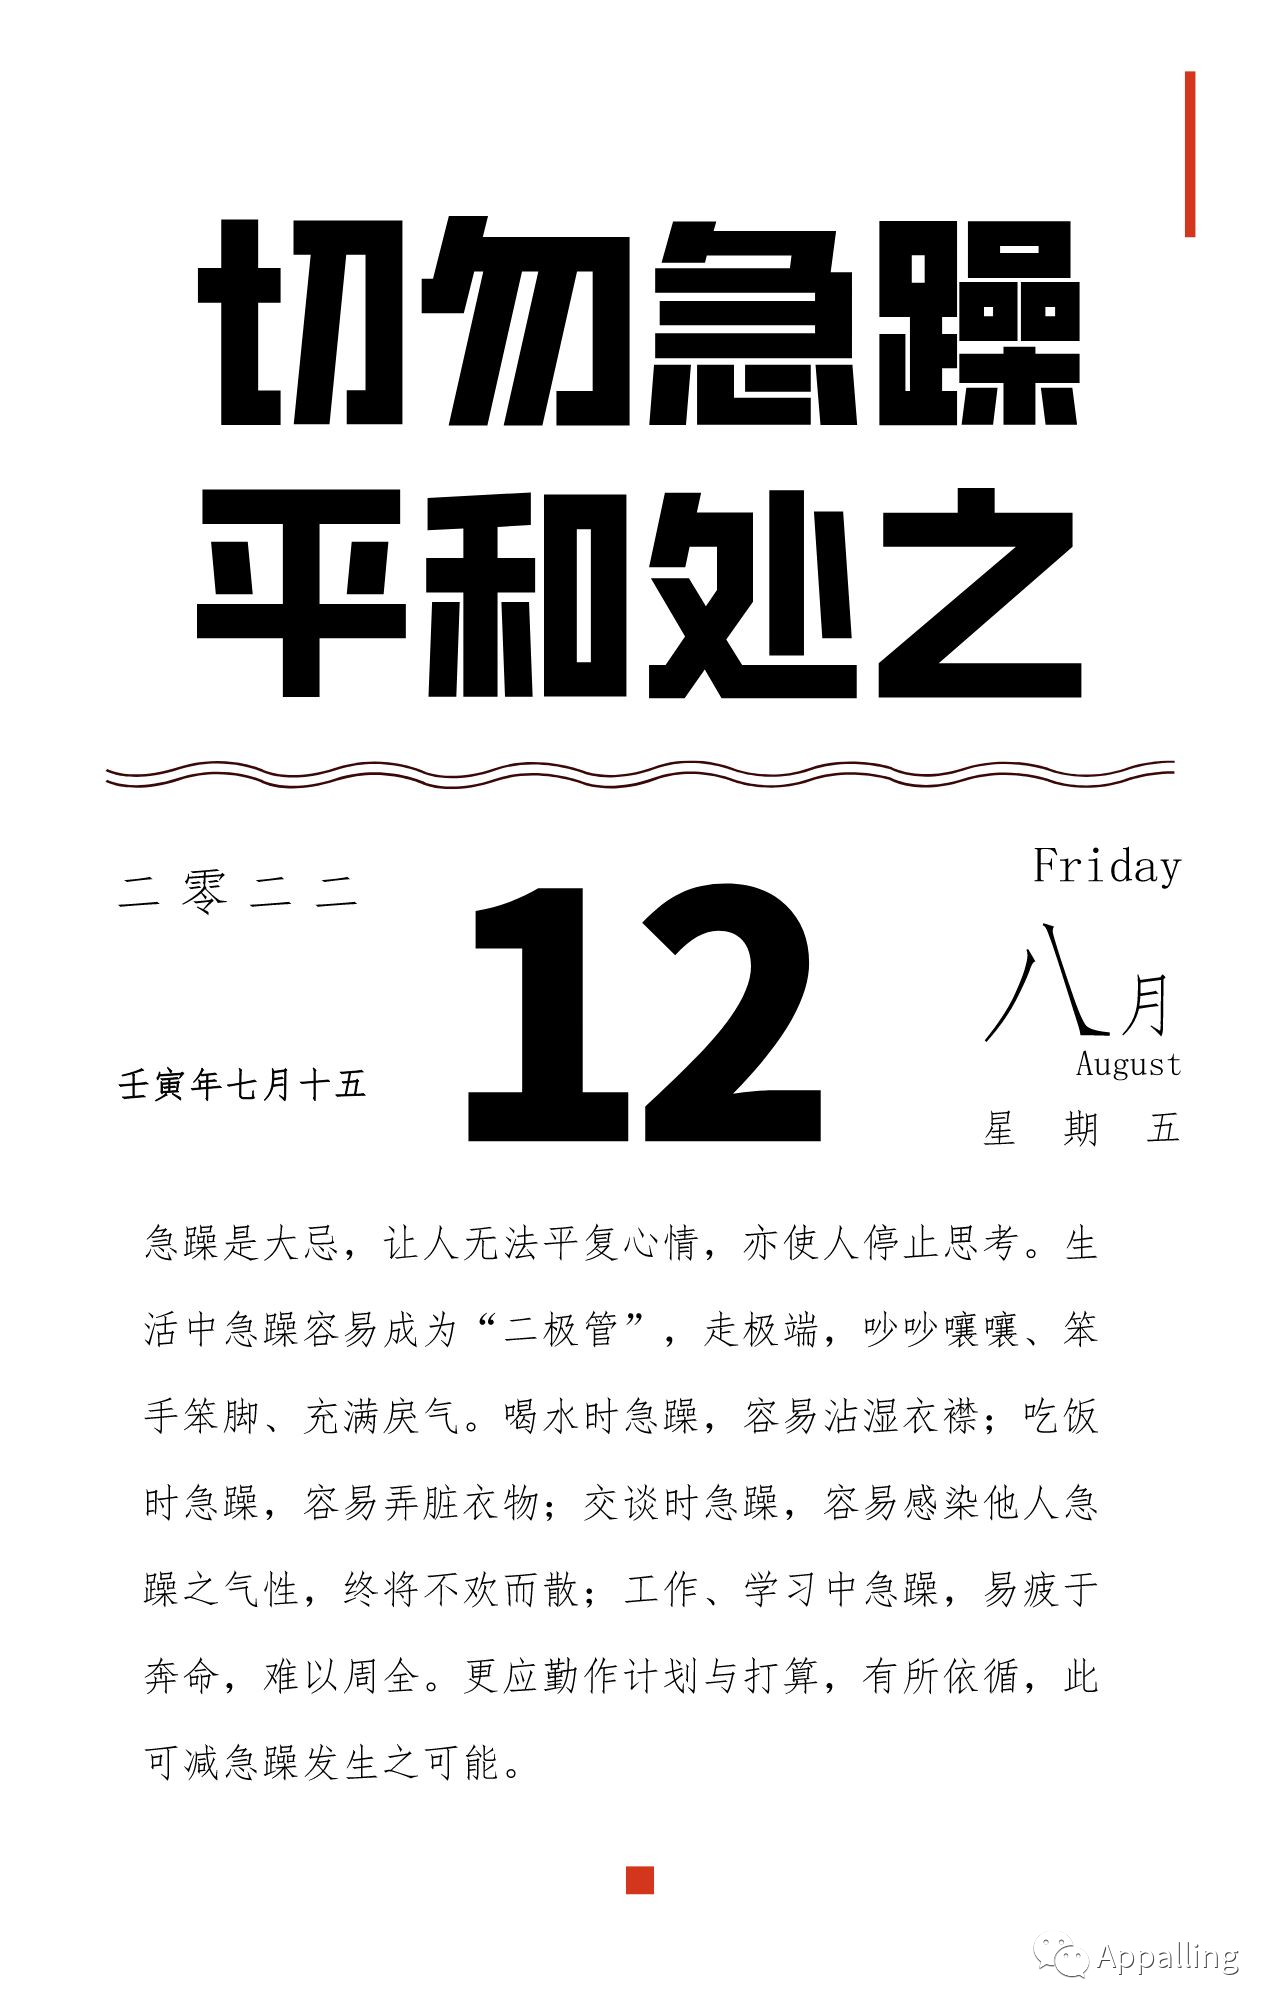 切勿急躁
平和处之
二零二二
12
Friday
八月
August
壬寅年七月十五
星期五
急躁是大忌，让人无法平复心情，亦使人停止思考。生
活中急躁容易成为“二极管”，走极端，吵吵嚷嚷、笨
手笨脚、充满戾气。喝水时急躁，容易沾湿衣襟；吃饭
时急躁，容易弄脏衣物；交谈时急躁，容易感染他人急
躁之气性，终将不欢而散；工作、学习中急躁，易疲于
奔命，难以周全。更应勤作计划与打算，有所依循，此
可减急躁发生之可能。
Appalling